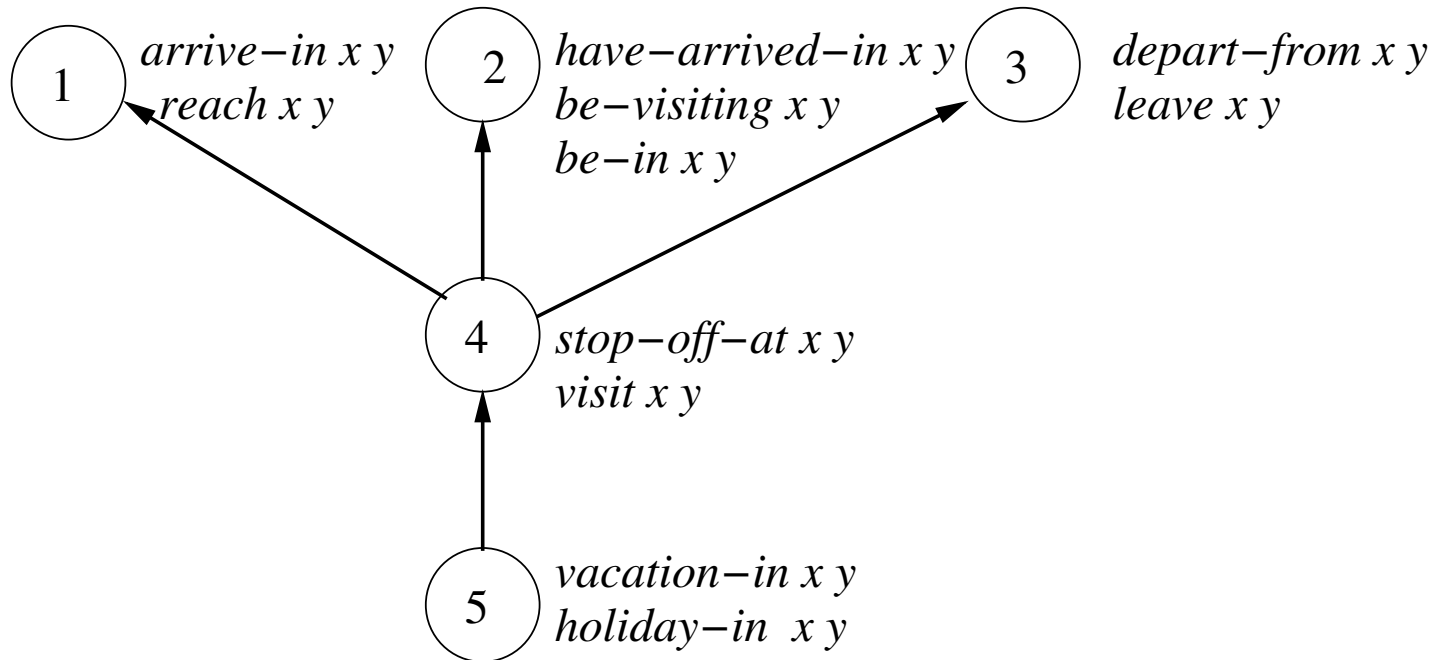 1
arrive−in x y
reach x y
2
have−arrived−in x y
be−visiting x y
be−in x y
3
depart−from x y
leave x y
4
stop−off−at x y
visit x y
5
vacation−in x y
holiday−in x y